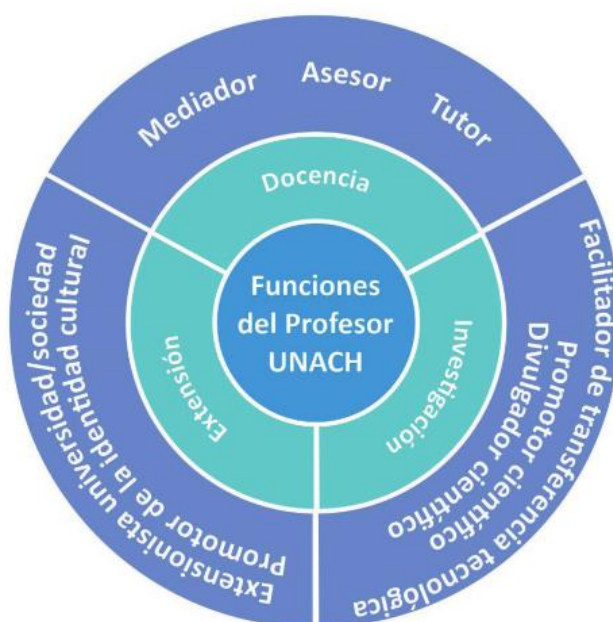 Funciones
del Profesor
UNACH
Docencia
Mediador Asesor Tutor
Investigación
Facilitador de transferencia tecnológica
Promotor científico
Divulgador científico
Extensión
Extensionista universidad/sociedad
Promotor de la identidad cultural